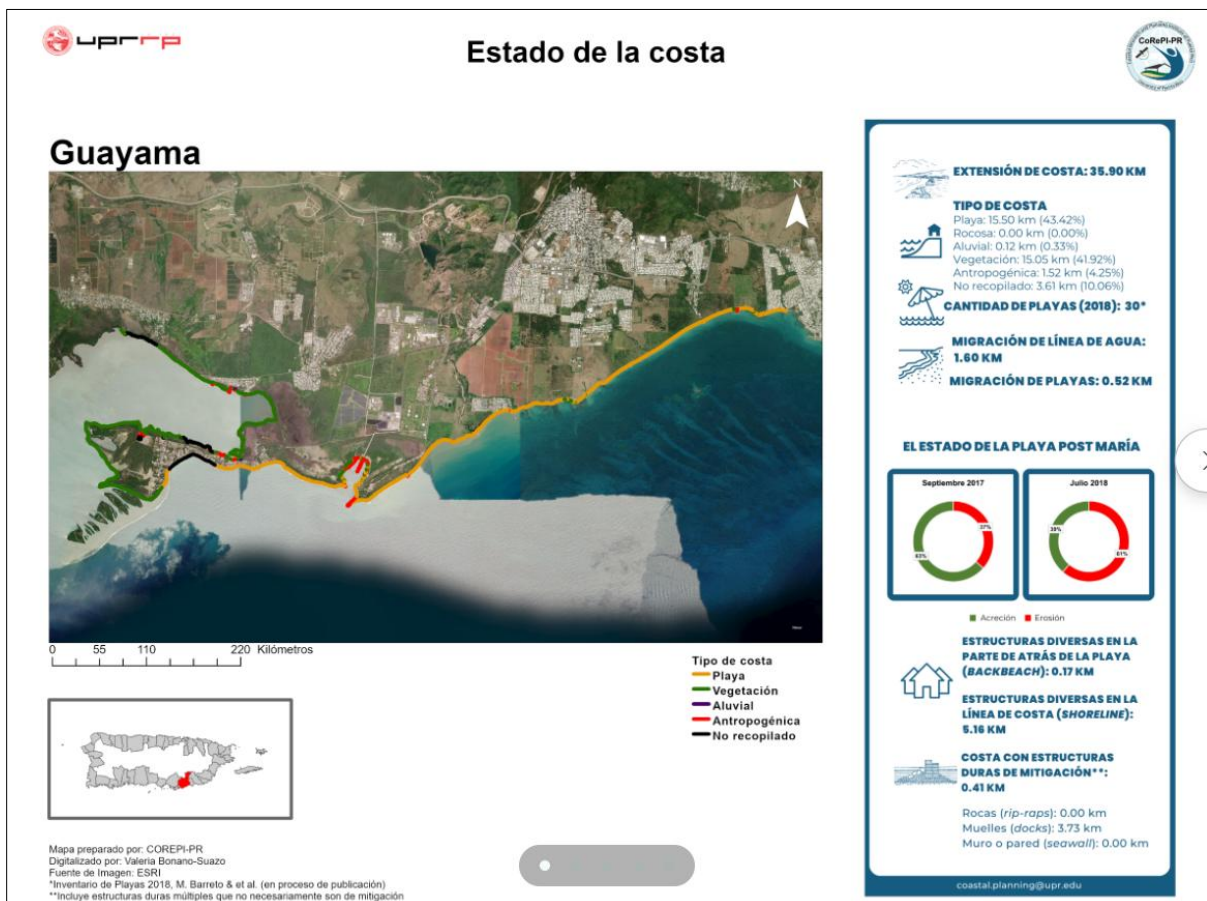 uprrp
Estado de la costa
CoRePI-PR
Guayama
N
0 55 110 220 Kilómetros
Tipo de costa
Playa
Vegetación
Aluvial
Antropogénica
No recopilado
Mapa preparado por: COREPI-PR
Digitalizado por: Valeria Bonano-Suazo
Fuente de Imagen: ESRI
*Inventario de Playas 2018, M. Barreto & et al. (en proceso de publicación)
**Incluye estructuras duras múltiples que no necesariamente son de mitigación
EXTENSIÓN DE COSTA: 35.90 KM
TIPO DE COSTA
Playa: 15.50 km (43.42%)
Rocosa: 0.00 km (0.00%)
Aluvial: 0.12 km (0.33%)
Vegetación: 15.05 km (41.92%)
Antropogénica: 1.52 km (4.25%)
No recopilado: 3.61 km (10.06%)
CANTIDAD DE PLAYAS (2018): 30*
MIGRACIÓN DE LÍNEA DE AGUA:
1.60 KM
MIGRACIÓN DE PLAYAS: 0.52 KM
EL ESTADO DE LA PLAYA POST MARÍA
Septiembre 2017
37%
63%
Julio 2018
39%
61%
Acreción Erosión
ESTRUCTURAS DIVERSAS EN LA
PARTE DE ATRÁS DE LA PLAYA
(BACKBEACH): 0.17 KM
ESTRUCTURAS DIVERSAS EN LA
LÍNEA DE COSTA (SHORELINE):
5.16 KM
COSTA CON ESTRUCTURAS
DURAS DE MITIGACIÓN**:
0.41 KM
Rocas (rip-raps): 0.00 km
Muelles (docks): 3.73 km
Muro o pared (seawall): 0.00 km
coastal.planning@upr.edu